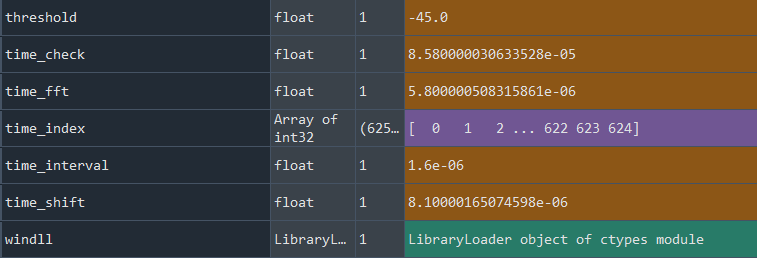 threshold float 1 -45.0
time_check float 1 8.580000030633528e-05
time_fft float 1 5.800000508315861e-06
time_index Array of int32 (625… [  0   1   2 ... 622 623 624]
time_interval float 1 1.6e-06
time_shift float 1 8.10000165074598e-06
windll LibraryL… 1 LibraryLoader object of ctypes module